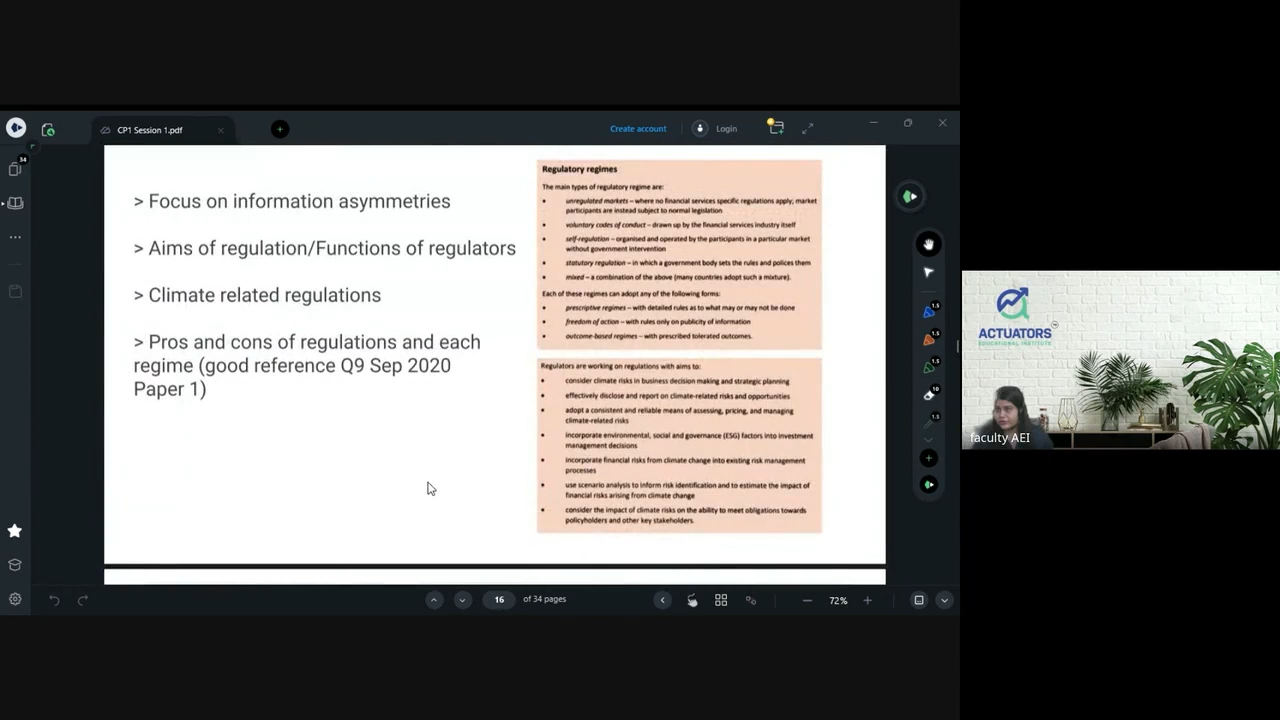 CP1 Session 1.pdf
Create account
Login
34
> Focus on information asymmetries
> Aims of regulation/Functions of regulators
> Climate related regulations
> Pros and cons of regulations and each
regime (good reference Q9 Sep 2020
Paper 1)
Regulatory regimes
The main types of regulatory regime are:
• unregulated markets – where no financial services specific regulations apply; market
participants are instead subject to normal legislation
• voluntary codes of conduct – drawn up by the financial services industry itself
• self-regulation – organised and operated by the participants in a particular market
without government intervention
• statutory regulation – in which a government body sets the rules and polices them
• mixed – a combination of the above (many countries adopt such a mixture).
Each of these regimes can adopt any of the following forms:
• prescriptive regimes – with detailed rules as to what may or may not be done
• freedom of action – with rules only on publicity of information
• outcome-based regimes – with prescribed tolerated outcomes.
Regulators are working on regulations with aims to:
• consider climate risks in business decision making and strategic planning
• effectively disclose and report on climate-related risks and opportunities
• adopt a consistent and reliable means of assessing, pricing, and managing
climate-related risks
• incorporate environmental, social and governance (ESG) factors into investment
management decisions
• incorporate financial risks from climate change into existing risk management
processes
• use scenario analysis to inform risk identification and to estimate the impact of
financial risks arising from climate change
• consider the impact of climate risks on the ability to meet obligations towards
policyholders and other key stakeholders.
1.5
1.5
1.5
10
1.5
16 of 34 pages
72%
ACTUATORS
EDUCATIONAL INSTITUTE
TM
faculty AEI